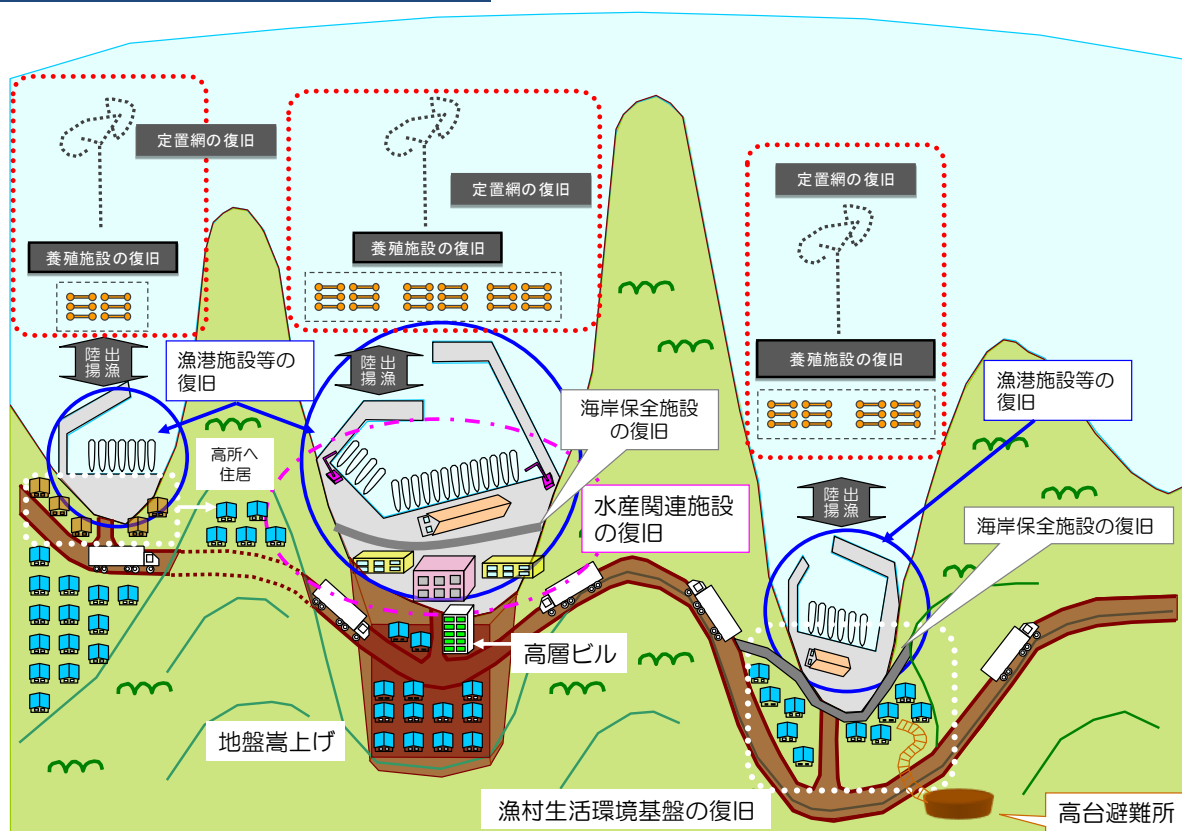 定置網の復旧
定置網の復旧
定置網の復旧
養殖施設の復旧
養殖施設の復旧
養殖施設の復旧
陸揚
出漁
漁港施設等の
復旧
陸揚
出漁
漁港施設等の
復旧
海岸保全施設
の復旧
高所へ
住居
陸揚
出漁
水産関連施設
の復旧
海岸保全施設の復旧
高層ビル
地盤嵩上げ
漁村生活環境基盤の復旧
高台避難所